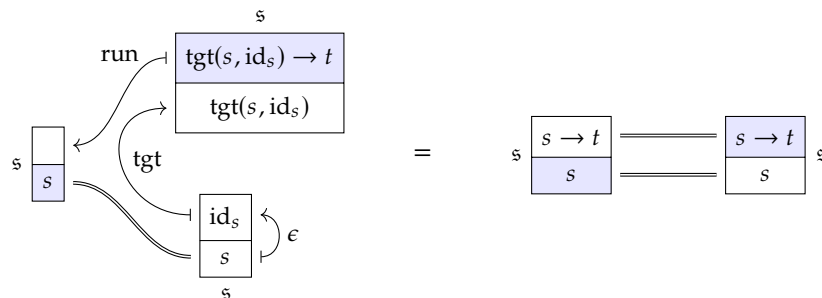 𝔰
run
tgt(s, id_s) → t
tgt(s, id_s)
𝔰
s
tgt
id_s
s
ϵ
𝔰
=
𝔰
s → t
s
s → t
s
𝔰